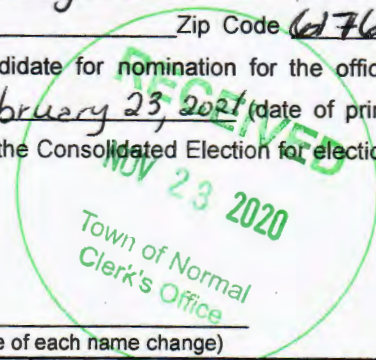 Zip Code 6176
didate for nomination for the offic
bruary 23, 2021 (date of prin
the Consolidated Election for electio
RECEIVED
NOV 23 2020
Town of Normal
Clerk's Office
e of each name change)